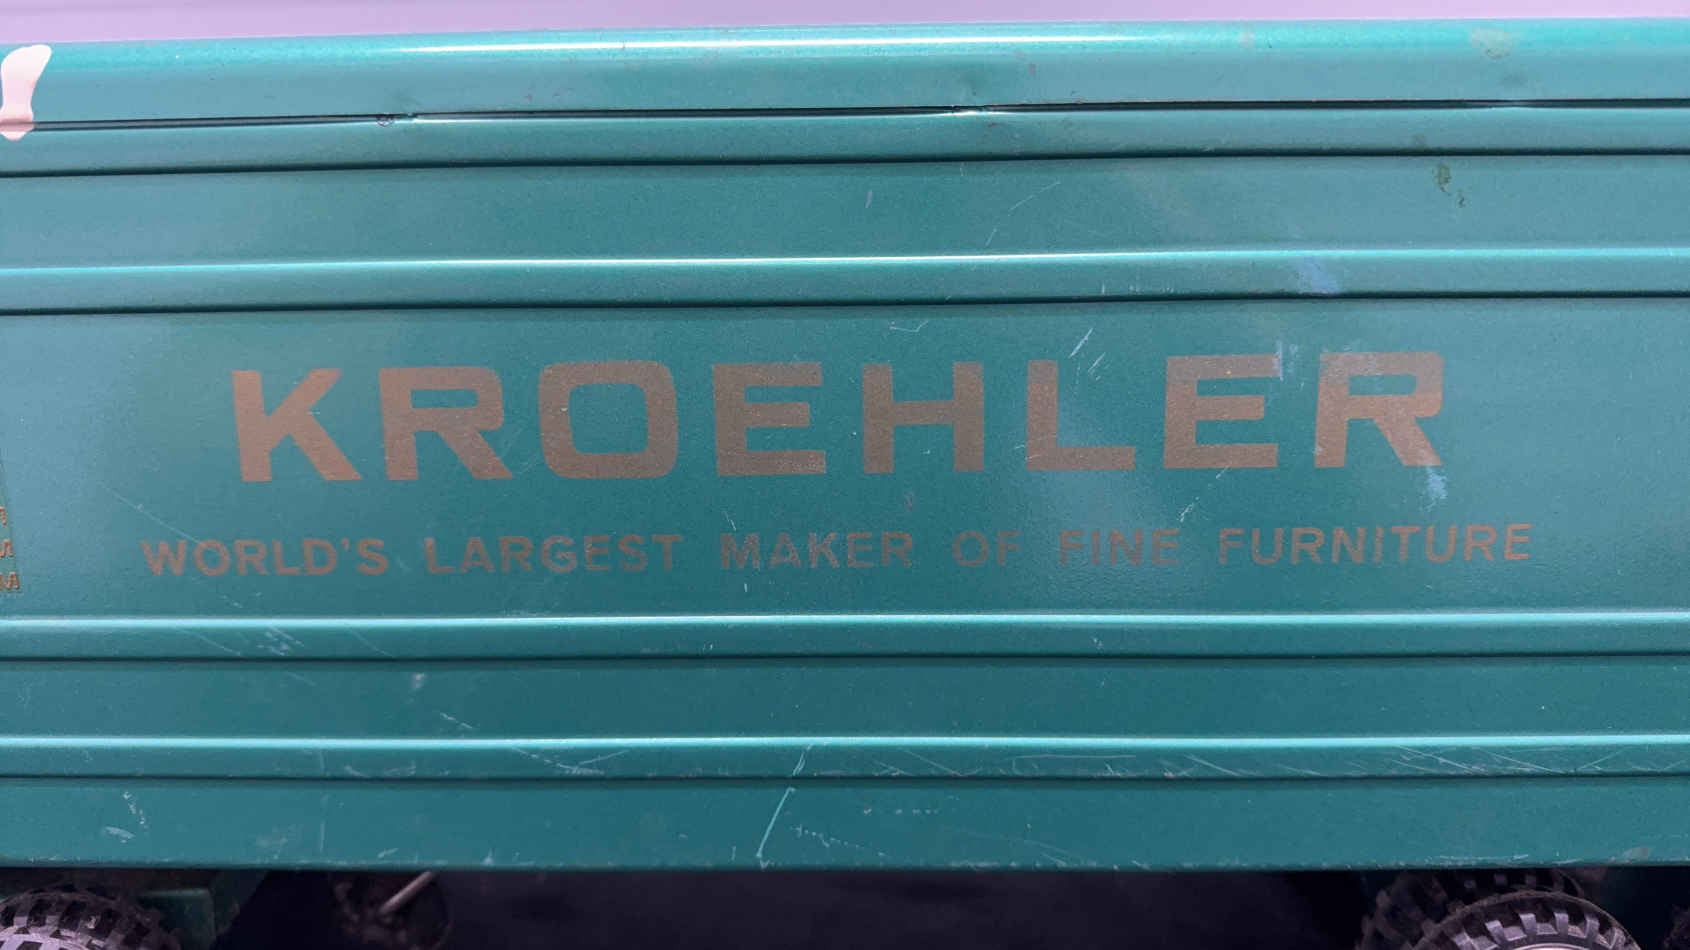 KROEHLER
WORLD'S LARGEST MAKER OF FINE FURNITURE